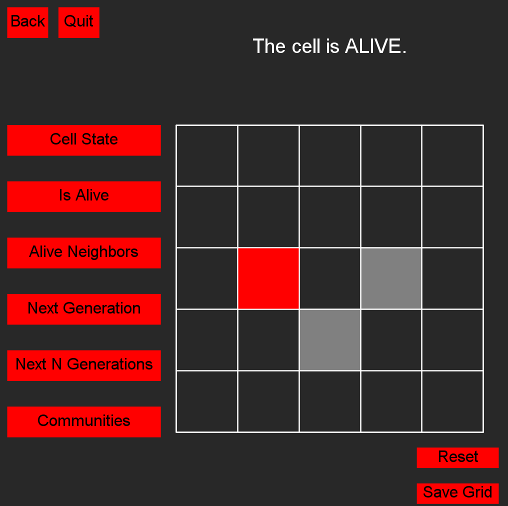 Back Quit
The cell is ALIVE.
Cell State
Is Alive
Alive Neighbors
Next Generation
Next N Generations
Communities
Reset
Save Grid